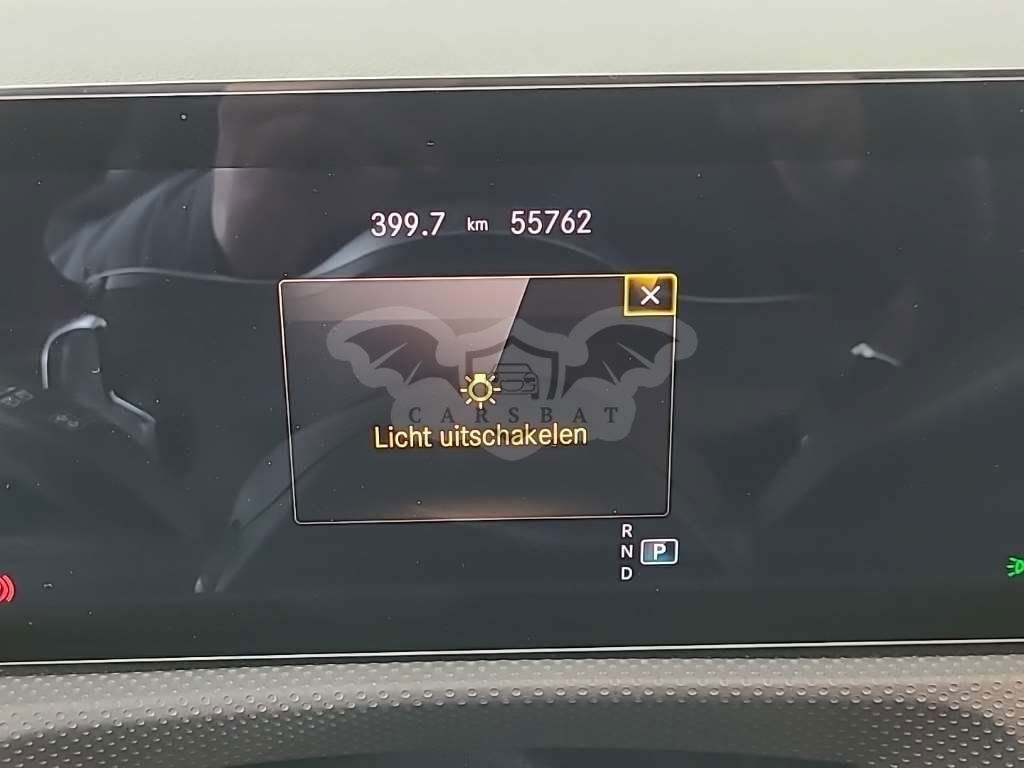 399.7 km 55762
CARSBAT
Licht uitschakelen
R
N P
D